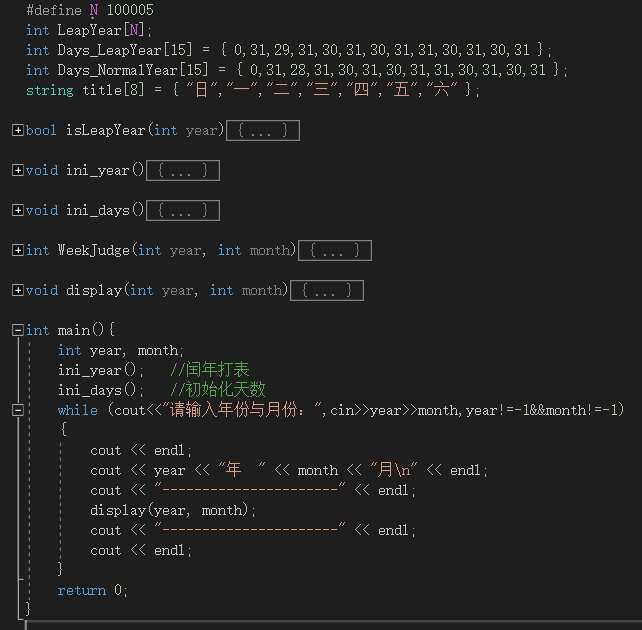 #define N 100005
int LeapYear[N];
int Days_LeapYear[15] = { 0,31,29,31,30,31,30,31,31,30,31,30,31 };
int Days_NormalYear[15] = { 0,31,28,31,30,31,30,31,31,30,31,30,31 };
string title[8] = { "日","一","二","三","四","五","六" };
bool isLeapYear(int year){ ... }
void ini_year(){ ... }
void ini_days(){ ... }
int WeekJudge(int year, int month){ ... }
void display(int year, int month){ ... }
int main(){
int year, month;
ini_year(); //闰年打表
ini_days(); //初始化天数
while (cout<<"请输入年份与月份：",cin>>year>>month,year!=-1&&month!=-1)
{
cout << endl;
cout << year << "年  " << month << "月\n" << endl;
cout << "----------------------" << endl;
display(year, month);
cout << "----------------------" << endl;
cout << endl;
}
return 0;
}